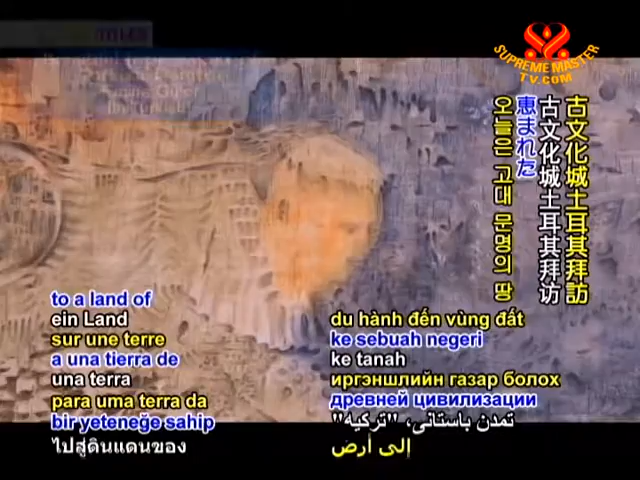 SUPREME MASTER
TV.COM
古文化城土耳其拜訪
古文化城土耳其拜访
恵まれた
오늘은 고대 문명의 땅
to a land of
ein Land
sur une terre
a una tierra de
una terra
para uma terra da
bir yeteneğe sahip
ไปสู่ดินแดนของ
du hành đến vùng đất
ke sebuah negeri
ke tanah
иргэншлийн газар болох
древней цивилизации
تمدن باستانی، "ترکیه"
إلى أرض